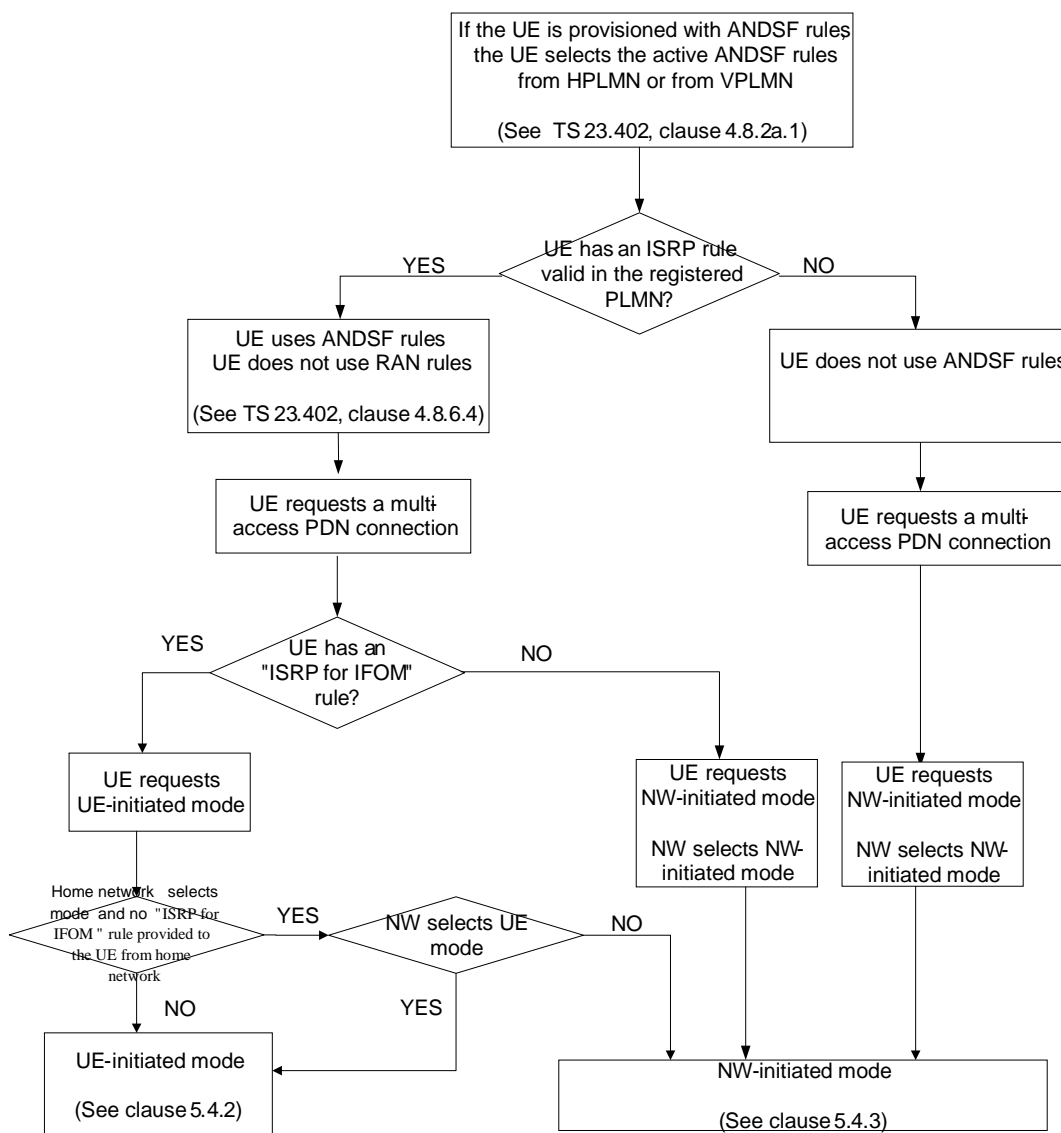 If the UE is provisioned with ANDSF rules,
the UE selects the active ANDSF rules
from HPLMN or from VPLMN
(See TS 23.402, clause 4.8.2a.1)
UE has an ISRP rule
valid in the registered
PLMN?
YES
NO
UE uses ANDSF rules
UE does not use RAN rules
(See TS 23.402, clause 4.8.6.4)
UE does not use ANDSF rules
UE requests a multi-
access PDN connection
UE requests a multi-
access PDN connection
YES
UE has an
"ISRP for IFOM"
rule?
NO
UE requests
UE-initiated mode
UE requests
NW-initiated mode
NW selects NW-
initiated mode
UE requests
NW-initiated mode
NW selects NW-
initiated mode
Home network selects
mode and no "ISRP for
IFOM " rule provided to
the UE from home
network
YES
NW selects UE
mode
NO
NO
YES
UE-initiated mode
(See clause 5.4.2)
NW-initiated mode
(See clause 5.4.3)